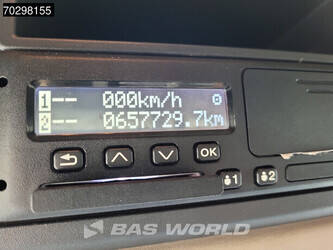 70298155
1-- 000km/h
2-- 0657729.7km
OK
1 2
BAS WORLD